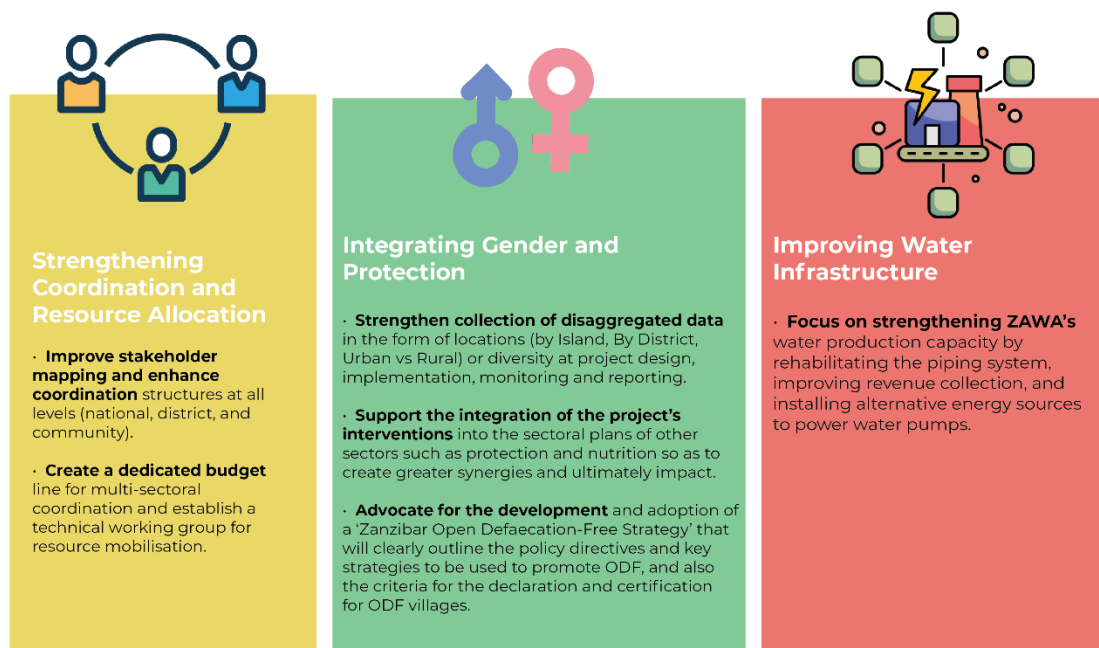 Strengthening
Coordination and
Resource Allocation
· Improve stakeholder
mapping and enhance
coordination structures at all
levels (national, district, and
community).
· Create a dedicated budget
line for multi-sectoral
coordination and establish a
technical working group for
resource mobilisation.
Integrating Gender and
Protection
· Strengthen collection of disaggregated data
in the form of locations (by Island, By District,
Urban vs Rural) or diversity at project design,
implementation, monitoring and reporting.
· Support the integration of the project's
interventions into the sectoral plans of other
sectors such as protection and nutrition so as to
create greater synergies and ultimately impact.
· Advocate for the development and adoption of
a ‘Zanzibar Open Defaecation-Free Strategy’ that
will clearly outline the policy directives and key
strategies to be used to promote ODF, and also
the criteria for the declaration and certification
for ODF villages.
Improving Water
Infrastructure
· Focus on strengthening ZAWA's
water production capacity by
rehabilitating the piping system,
improving revenue collection, and
installing alternative energy sources
to power water pumps.